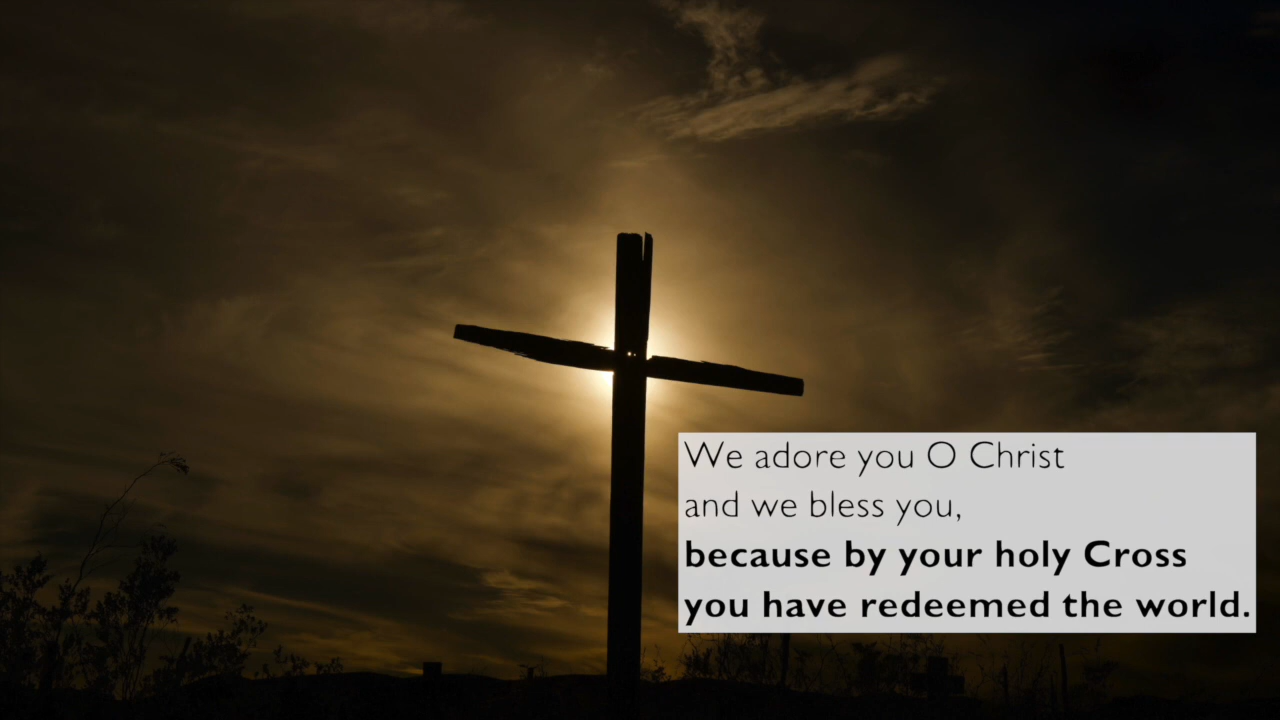 We adore you O Christ
and we bless you,
because by your holy Cross
you have redeemed the world.